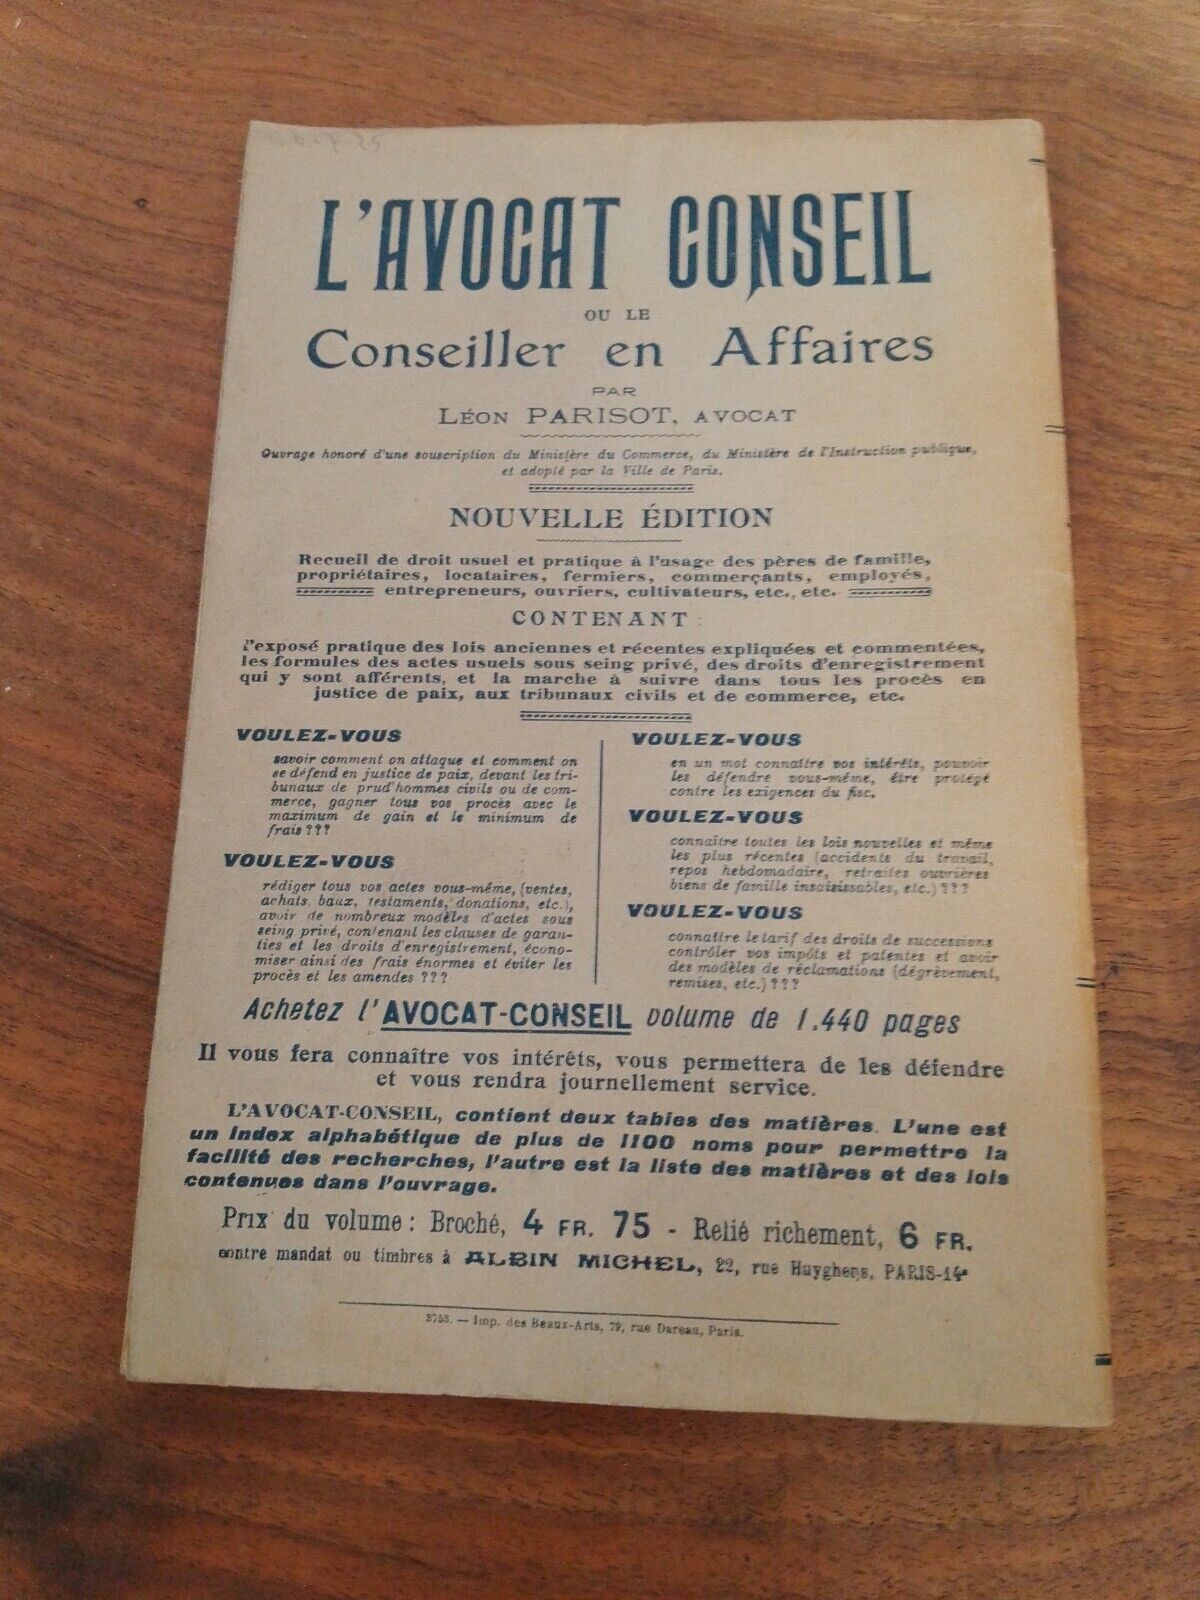 L'AVOCAT CONSEIL
OU LE
Conseiller en Affaires
PAR
LÉON PARISOT, AVOCAT
Ouvrage honoré d'une souscription du Ministère du Commerce, du Ministère de l'Instruction publique,
et adopté par la Ville de Paris.
NOUVELLE ÉDITION
Recueil de droit usuel et pratique à l'usage des pères de famille,
propriétaires, locataires, fermiers, commerçants, employés,
entrepreneurs, ouvriers, cultivateurs, etc., etc.
CONTENANT :
l'exposé pratique des lois anciennes et récentes expliquées et commentées,
les formules des actes usuels sous seing privé, des droits d'enregistrement
qui y sont afférents, et la marche à suivre dans tous les procès en
justice de paix, aux tribunaux civils et de commerce, etc.
VOULEZ-VOUS
savoir comment on attaque et comment on
se défend en justice de paix, devant les tri-
bunaux de prud'hommes civils ou de com-
merce, gagner tous vos procès avec le
maximum de gain et le minimum de
frais ???
VOULEZ-VOUS
rédiger tous vos actes vous-même, (ventes,
achats, baux, testaments, donations, etc.),
avoir de nombreux modèles d'actes sous
seing privé, contenant les clauses de garan-
ties et les droits d'enregistrement, écono-
miser ainsi des frais énormes et éviter les
procès et les amendes ???
VOULEZ-VOUS
en un mot connaître vos intérêts, pouvoir
les défendre vous-même, être protégé
contre les exigences du fisc.
VOULEZ-VOUS
connaître toutes les lois nouvelles et même
les plus récentes (accidents du travail,
repos hebdomadaire, retraites ouvrières
biens de famille insaisissables, etc.) ???
VOULEZ-VOUS
connaître le tarif des droits de successions
contrôler vos impôts et patentes et avoir
des modèles de réclamations (dégrèvement,
remises, etc.) ???
Achetez l'AVOCAT-CONSEIL volume de 1.440 pages
Il vous fera connaître vos intérêts, vous permettera de les défendre
et vous rendra journellement service.
L'AVOCAT-CONSEIL, contient deux tables des matières. L'une est
un index alphabétique de plus de 1100 noms pour permettre la
facilité des recherches, l'autre est la liste des matières et des lois
contenues dans l'ouvrage.
Prix du volume : Broché, 4 FR. 75 - Relié richement, 6 FR.
contre mandat ou timbres à ALBIN MICHEL, 22, rue Huyghens, PARIS-14e
3753. — Imp. des Beaux-Arts, 79, rue Dareau, Paris.